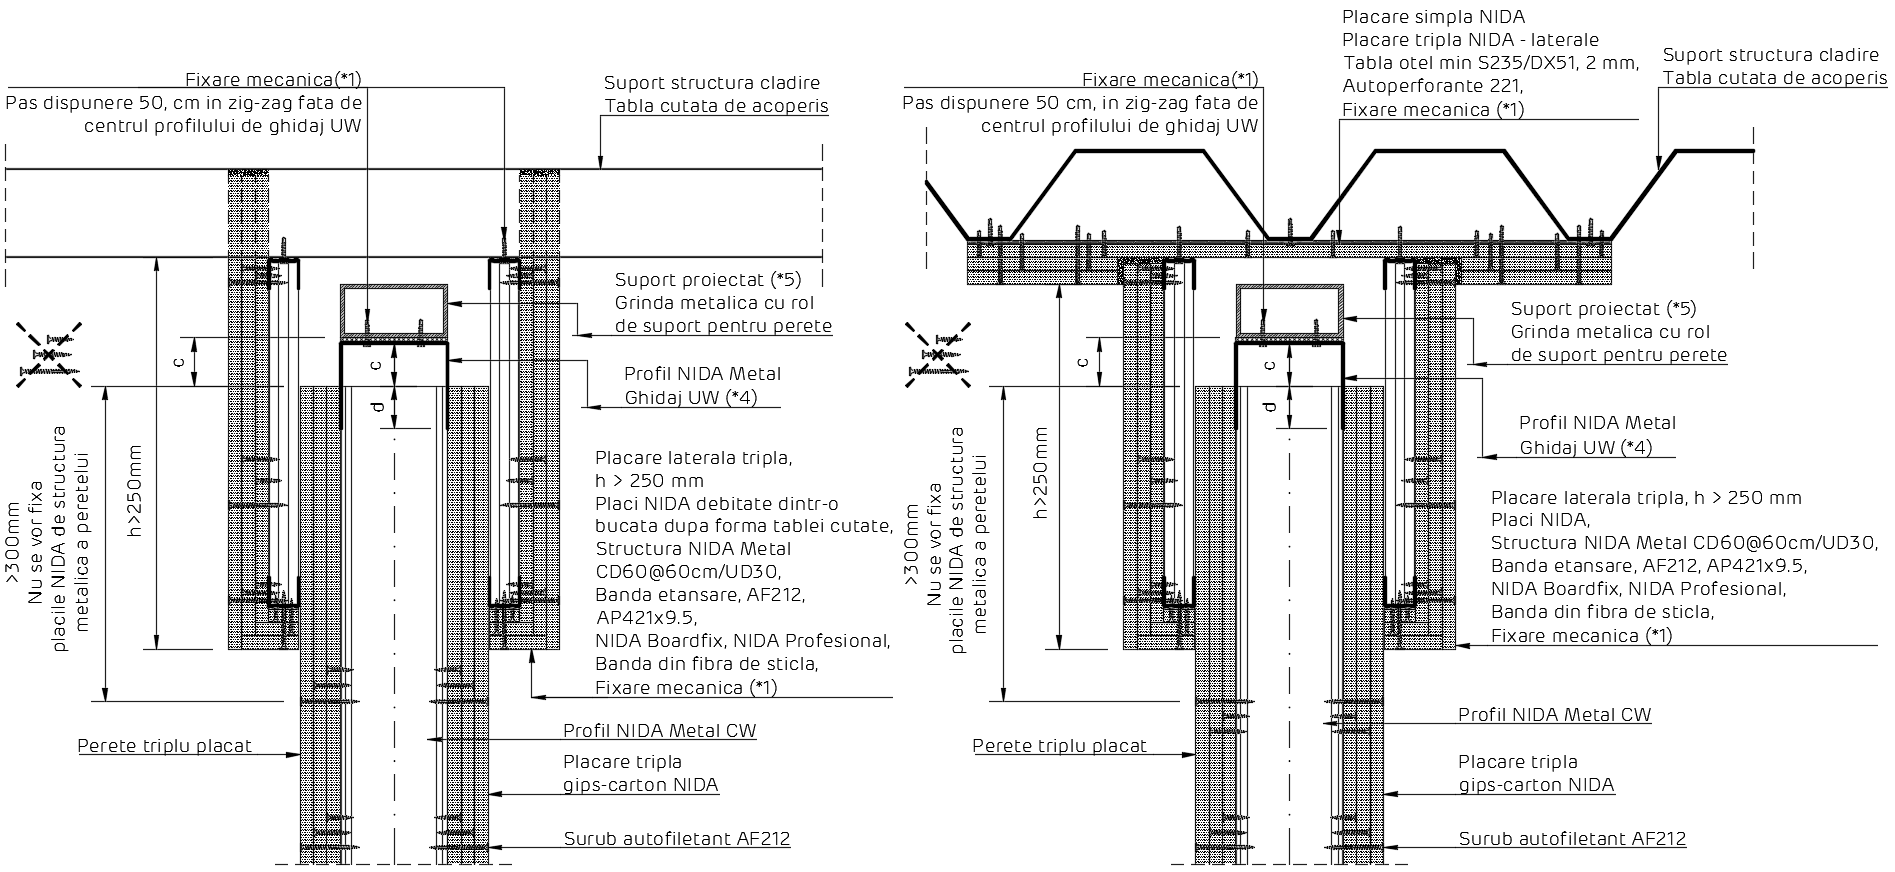 Fixare mecanica(*1)
Pas dispunere 50, cm in zig-zag fata de
centrul profilului de ghidaj UW
Suport structura cladire
Tabla cutata de acoperis
Suport proiectat (*5)
Grinda metalica cu rol
de suport pentru perete
c
c
d
Profil NIDA Metal
Ghidaj UW (*4)
>300mm
Nu se vor fixa
placile NIDA de structura
metalica a peretelui
h>250mm
Placare laterala tripla,
h > 250 mm
Placi NIDA debitate dintr-o
bucata dupa forma tablei cutate,
Structura NIDA Metal
CD60@60cm/UD30,
Banda etansare, AF212,
AP421x9.5,
NIDA Boardfix, NIDA Profesional,
Banda din fibra de sticla,
Fixare mecanica (*1)
Profil NIDA Metal CW
Perete triplu placat
Placare tripla
gips-carton NIDA
Surub autofiletant AF212
Placare simpla NIDA
Placare tripla NIDA - laterale
Tabla otel min S235/DX51, 2 mm,
Autoperforante 221,
Fixare mecanica (*1)
Fixare mecanica(*1)
Pas dispunere 50 cm, in zig-zag fata de
centrul profilului de ghidaj UW
Suport structura cladire
Tabla cutata de acoperis
Suport proiectat (*5)
Grinda metalica cu rol
de suport pentru perete
c
c
d
Profil NIDA Metal
Ghidaj UW (*4)
>300mm
Nu se vor fixa
placile NIDA de structura
metalica a peretelui
h>250mm
Placare laterala tripla, h > 250 mm
Placi NIDA,
Structura NIDA Metal CD60@60cm/UD30,
Banda etansare, AF212, AP421x9.5,
NIDA Boardfix, NIDA Profesional,
Banda din fibra de sticla,
Fixare mecanica (*1)
Profil NIDA Metal CW
Perete triplu placat
Placare tripla
gips-carton NIDA
Surub autofiletant AF212